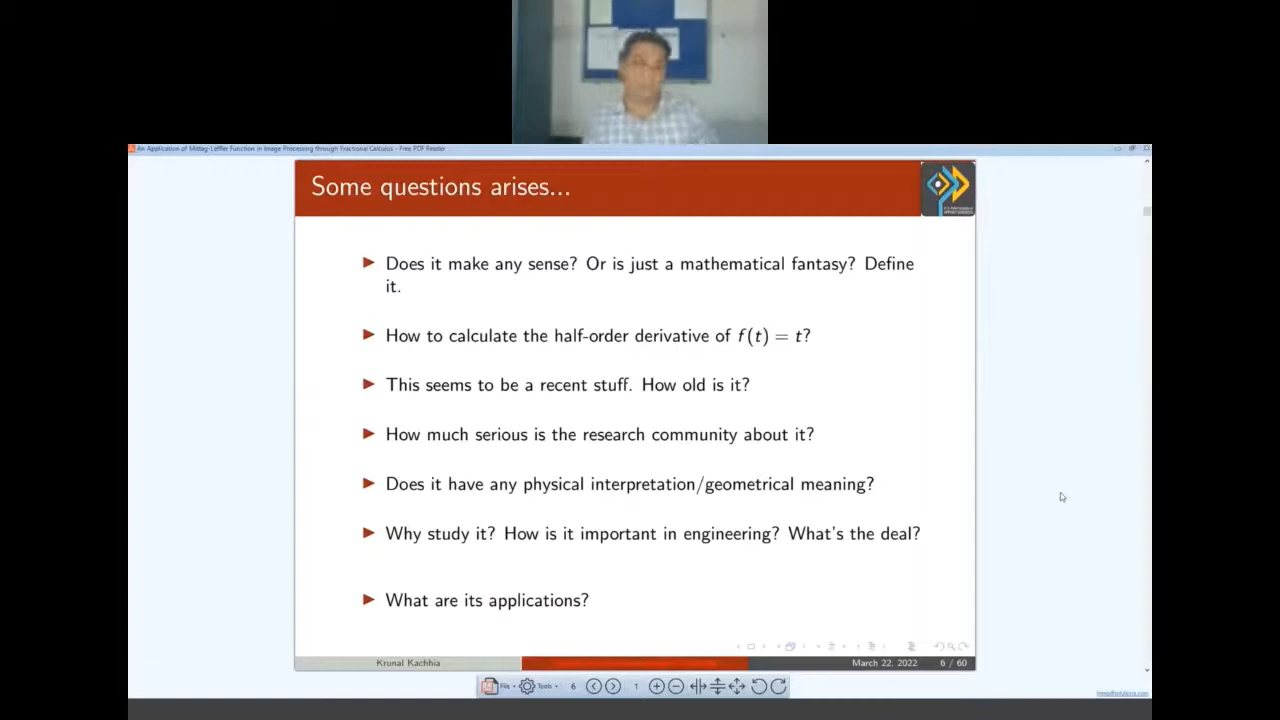 An Application of Mittag-Leffler Function in Image Processing through Fractional Calculus - Free PDF Reader
Some questions arises...
Does it make any sense? Or is just a mathematical fantasy? Define
it.
How to calculate the half-order derivative of f(t) = t?
This seems to be a recent stuff. How old is it?
How much serious is the research community about it?
Does it have any physical interpretation/geometrical meaning?
Why study it? How is it important in engineering? What's the deal?
What are its applications?
Krunal Kachhia
March 22, 2022
6 / 60
File
Tools
6
1